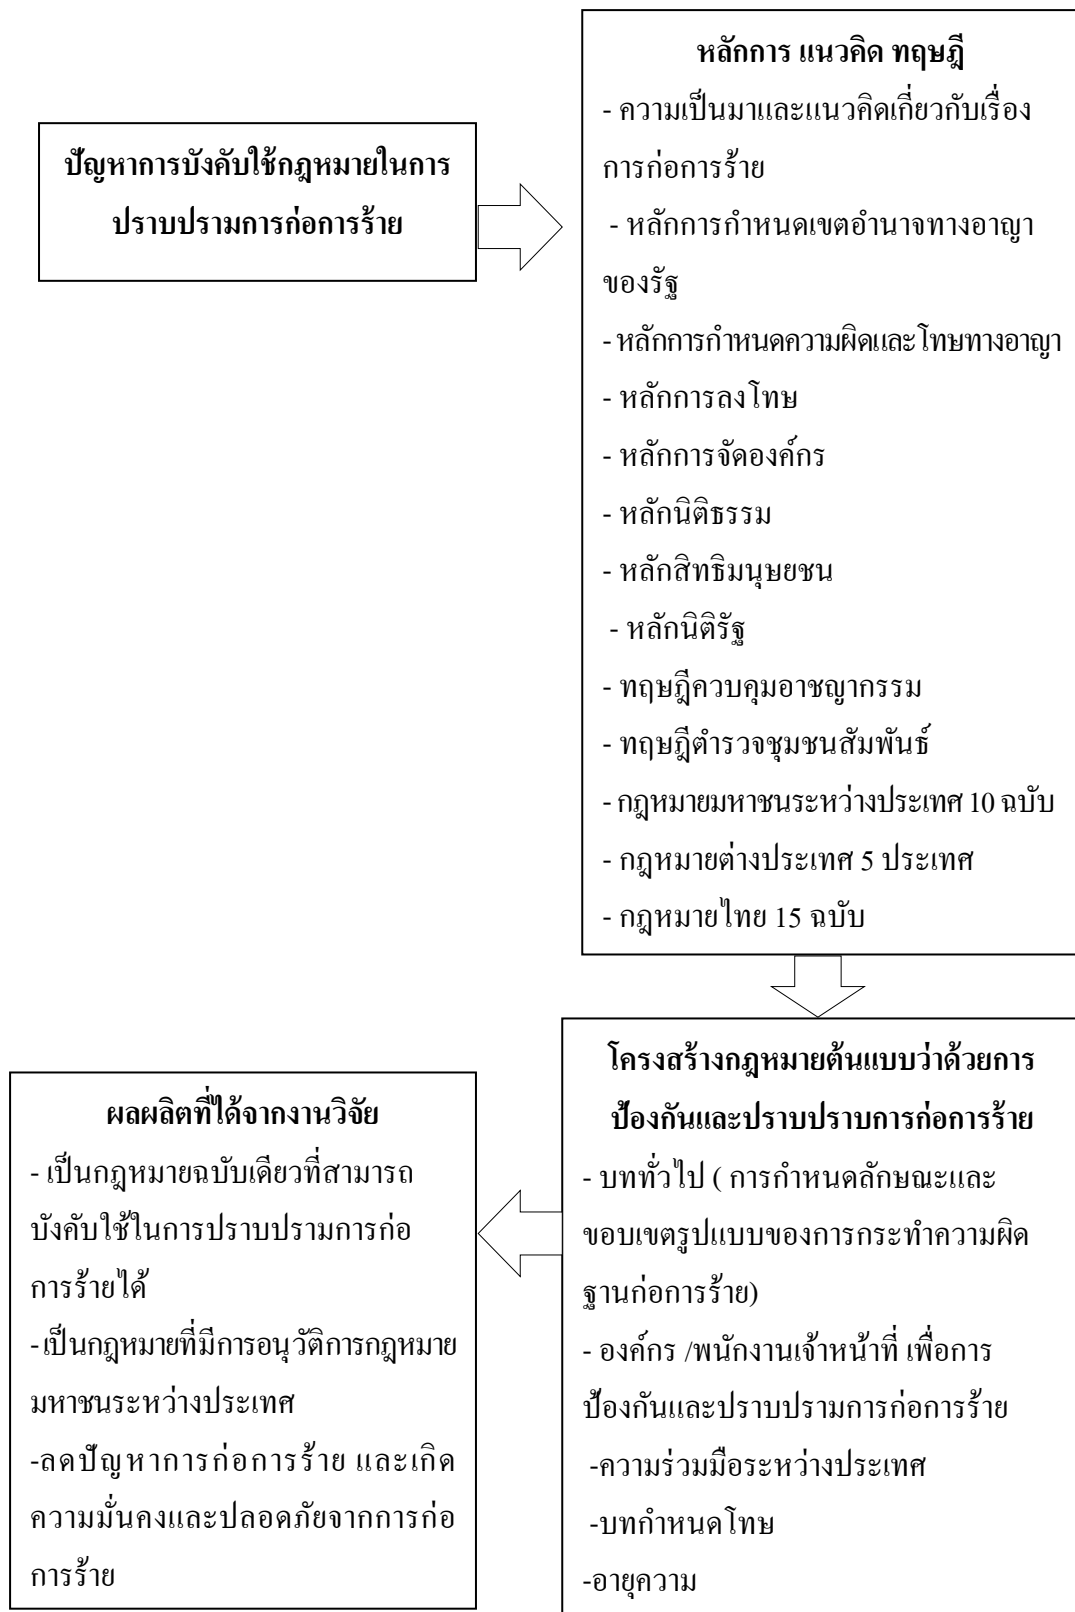 ปัญหาการบังคับใช้กฎหมายในการ
ปราบปรามการก่อการร้าย
หลักการ แนวคิด ทฤษฎี
- ความเป็นมาและแนวคิดเกี่ยวกับเรื่อง
การก่อการร้าย
- หลักการกำหนดเขตอำนาจทางอาญา
ของรัฐ
- หลักการกำหนดความผิดและโทษทางอาญา
- หลักการลงโทษ
- หลักการจัดองค์กร
- หลักนิติธรรม
- หลักสิทธิมนุษยชน
- หลักนิติรัฐ
- ทฤษฎีควบคุมอาชญากรรม
- ทฤษฎีตำรวจชุมชนสัมพันธ์
- กฎหมายมหาชนระหว่างประเทศ 10 ฉบับ
- กฎหมายต่างประเทศ 5 ประเทศ
- กฎหมายไทย 15 ฉบับ
โครงสร้างกฎหมายต้นแบบว่าด้วยการ
ป้องกันและปราบปราบการก่อการร้าย
- บททั่วไป ( การกำหนดลักษณะและ
ขอบเขตรูปแบบของการกระทำความผิด
ฐานก่อการร้าย)
- องค์กร /พนักงานเจ้าหน้าที่ เพื่อการ
ป้องกันและปราบปรามการก่อการร้าย
-ความร่วมมือระหว่างประเทศ
-บทกำหนดโทษ
-อายุความ
ผลผลิตที่ได้จากงานวิจัย
- เป็นกฎหมายฉบับเดียวที่สามารถ
บังคับใช้ในการปราบปรามการก่อ
การร้ายได้
-เป็นกฎหมายที่มีการอนุวัติการกฎหมาย
มหาชนระหว่างประเทศ
-ลดปัญหาการก่อการร้าย และเกิด
ความมั่นคงและปลอดภัยจากการก่อ
การร้าย